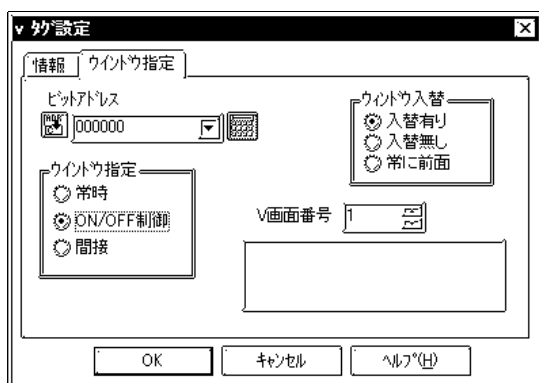 v ﾀｸﾞ設定
情報 ｳｲﾝﾄﾞｳ指定
ﾋﾞｯﾄｱﾄﾞﾚｽ
000000
ｳｨﾝﾄﾞｳ入替
入替有り
入替無し
常に前面
ｳｲﾝﾄﾞｳ指定
常時
ON/OFF制御
間接
V画面番号 1
OK ｷｬﾝｾﾙ ﾍﾙﾌﾟ(H)